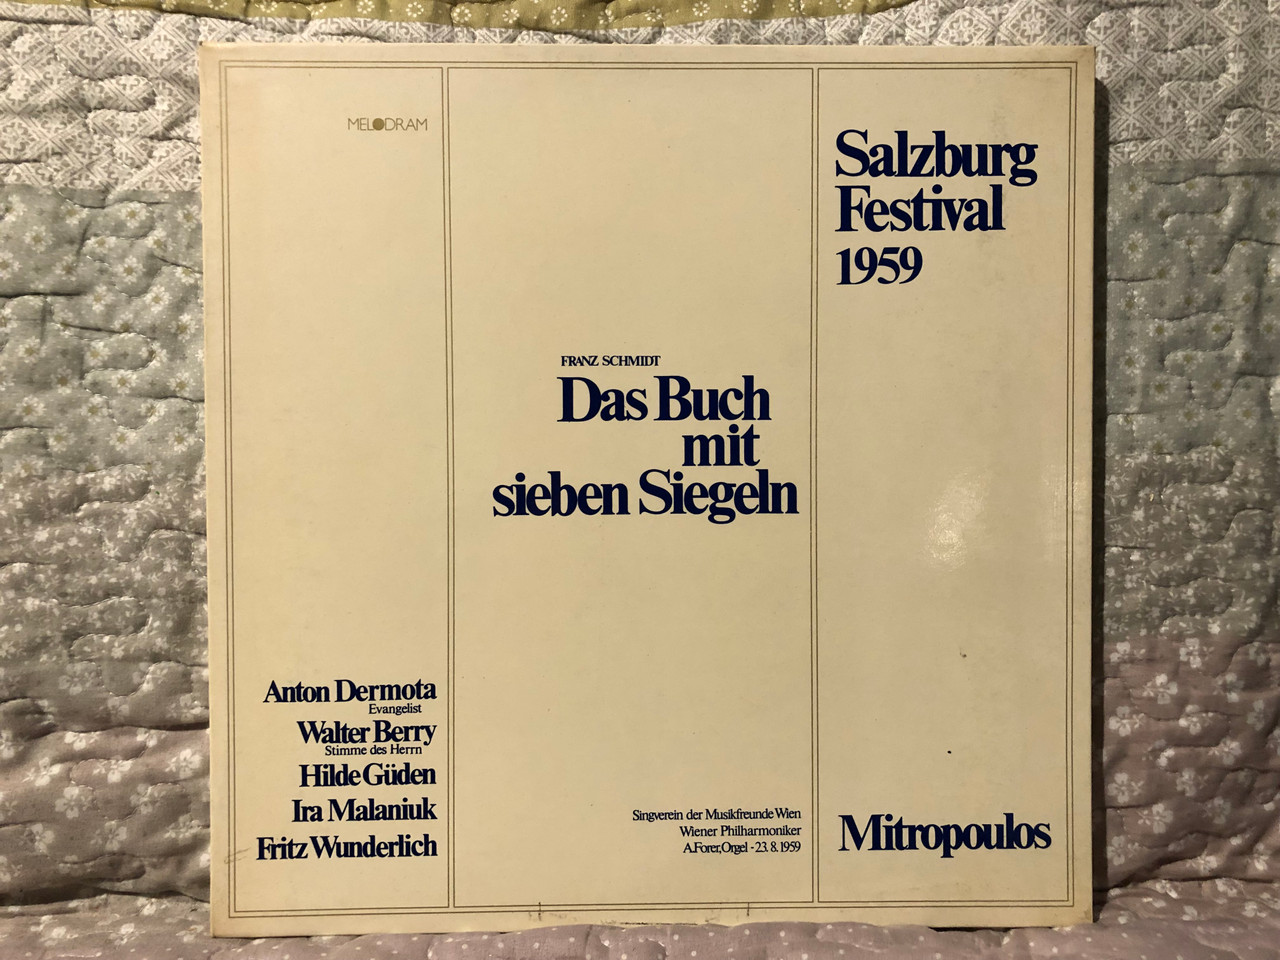 MELODRAM
Salzburg
Festival
1959
FRANZ SCHMIDT
Das Buch
mit
sieben Siegeln
Anton Dermota
Evangelist
Walter Berry
Stimme des Herrn
Hilde Güden
Ira Malaniuk
Fritz Wunderlich
Singverein der Musikfreunde Wien
Wiener Philharmoniker
A.Forer,Orgel - 23. 8. 1959
Mitropoulos